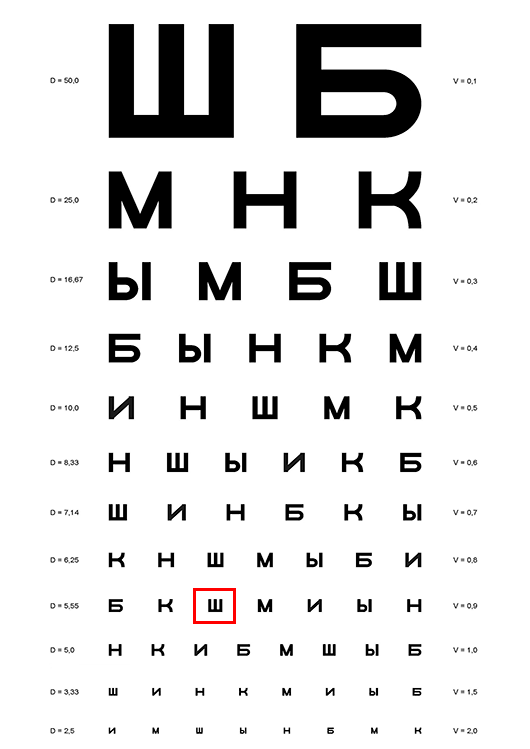 D = 50,0 Ш Б V = 0,1
D = 25,0 М Н К V = 0,2
D = 16,67 Ы М Б Ш V = 0,3
D = 12,5 Б Ы Н К М V = 0,4
D = 10,0 И Н Ш М К V = 0,5
D = 8,33 Н Ш Ы И К Б V = 0,6
D = 7,14 Ш И Н Б К Ы V = 0,7
D = 6,25 К Н Ш М Ы Б И V = 0,8
D = 5,55 Б К Ш М И Ы Н V = 0,9
D = 5,0 Н К И Б М Ш Ы Б V = 1,0
D = 3,33 Ш И Н К М И Ы Б V = 1,5
D = 2,5 И М Ш Ы Н Б М К V = 2,0